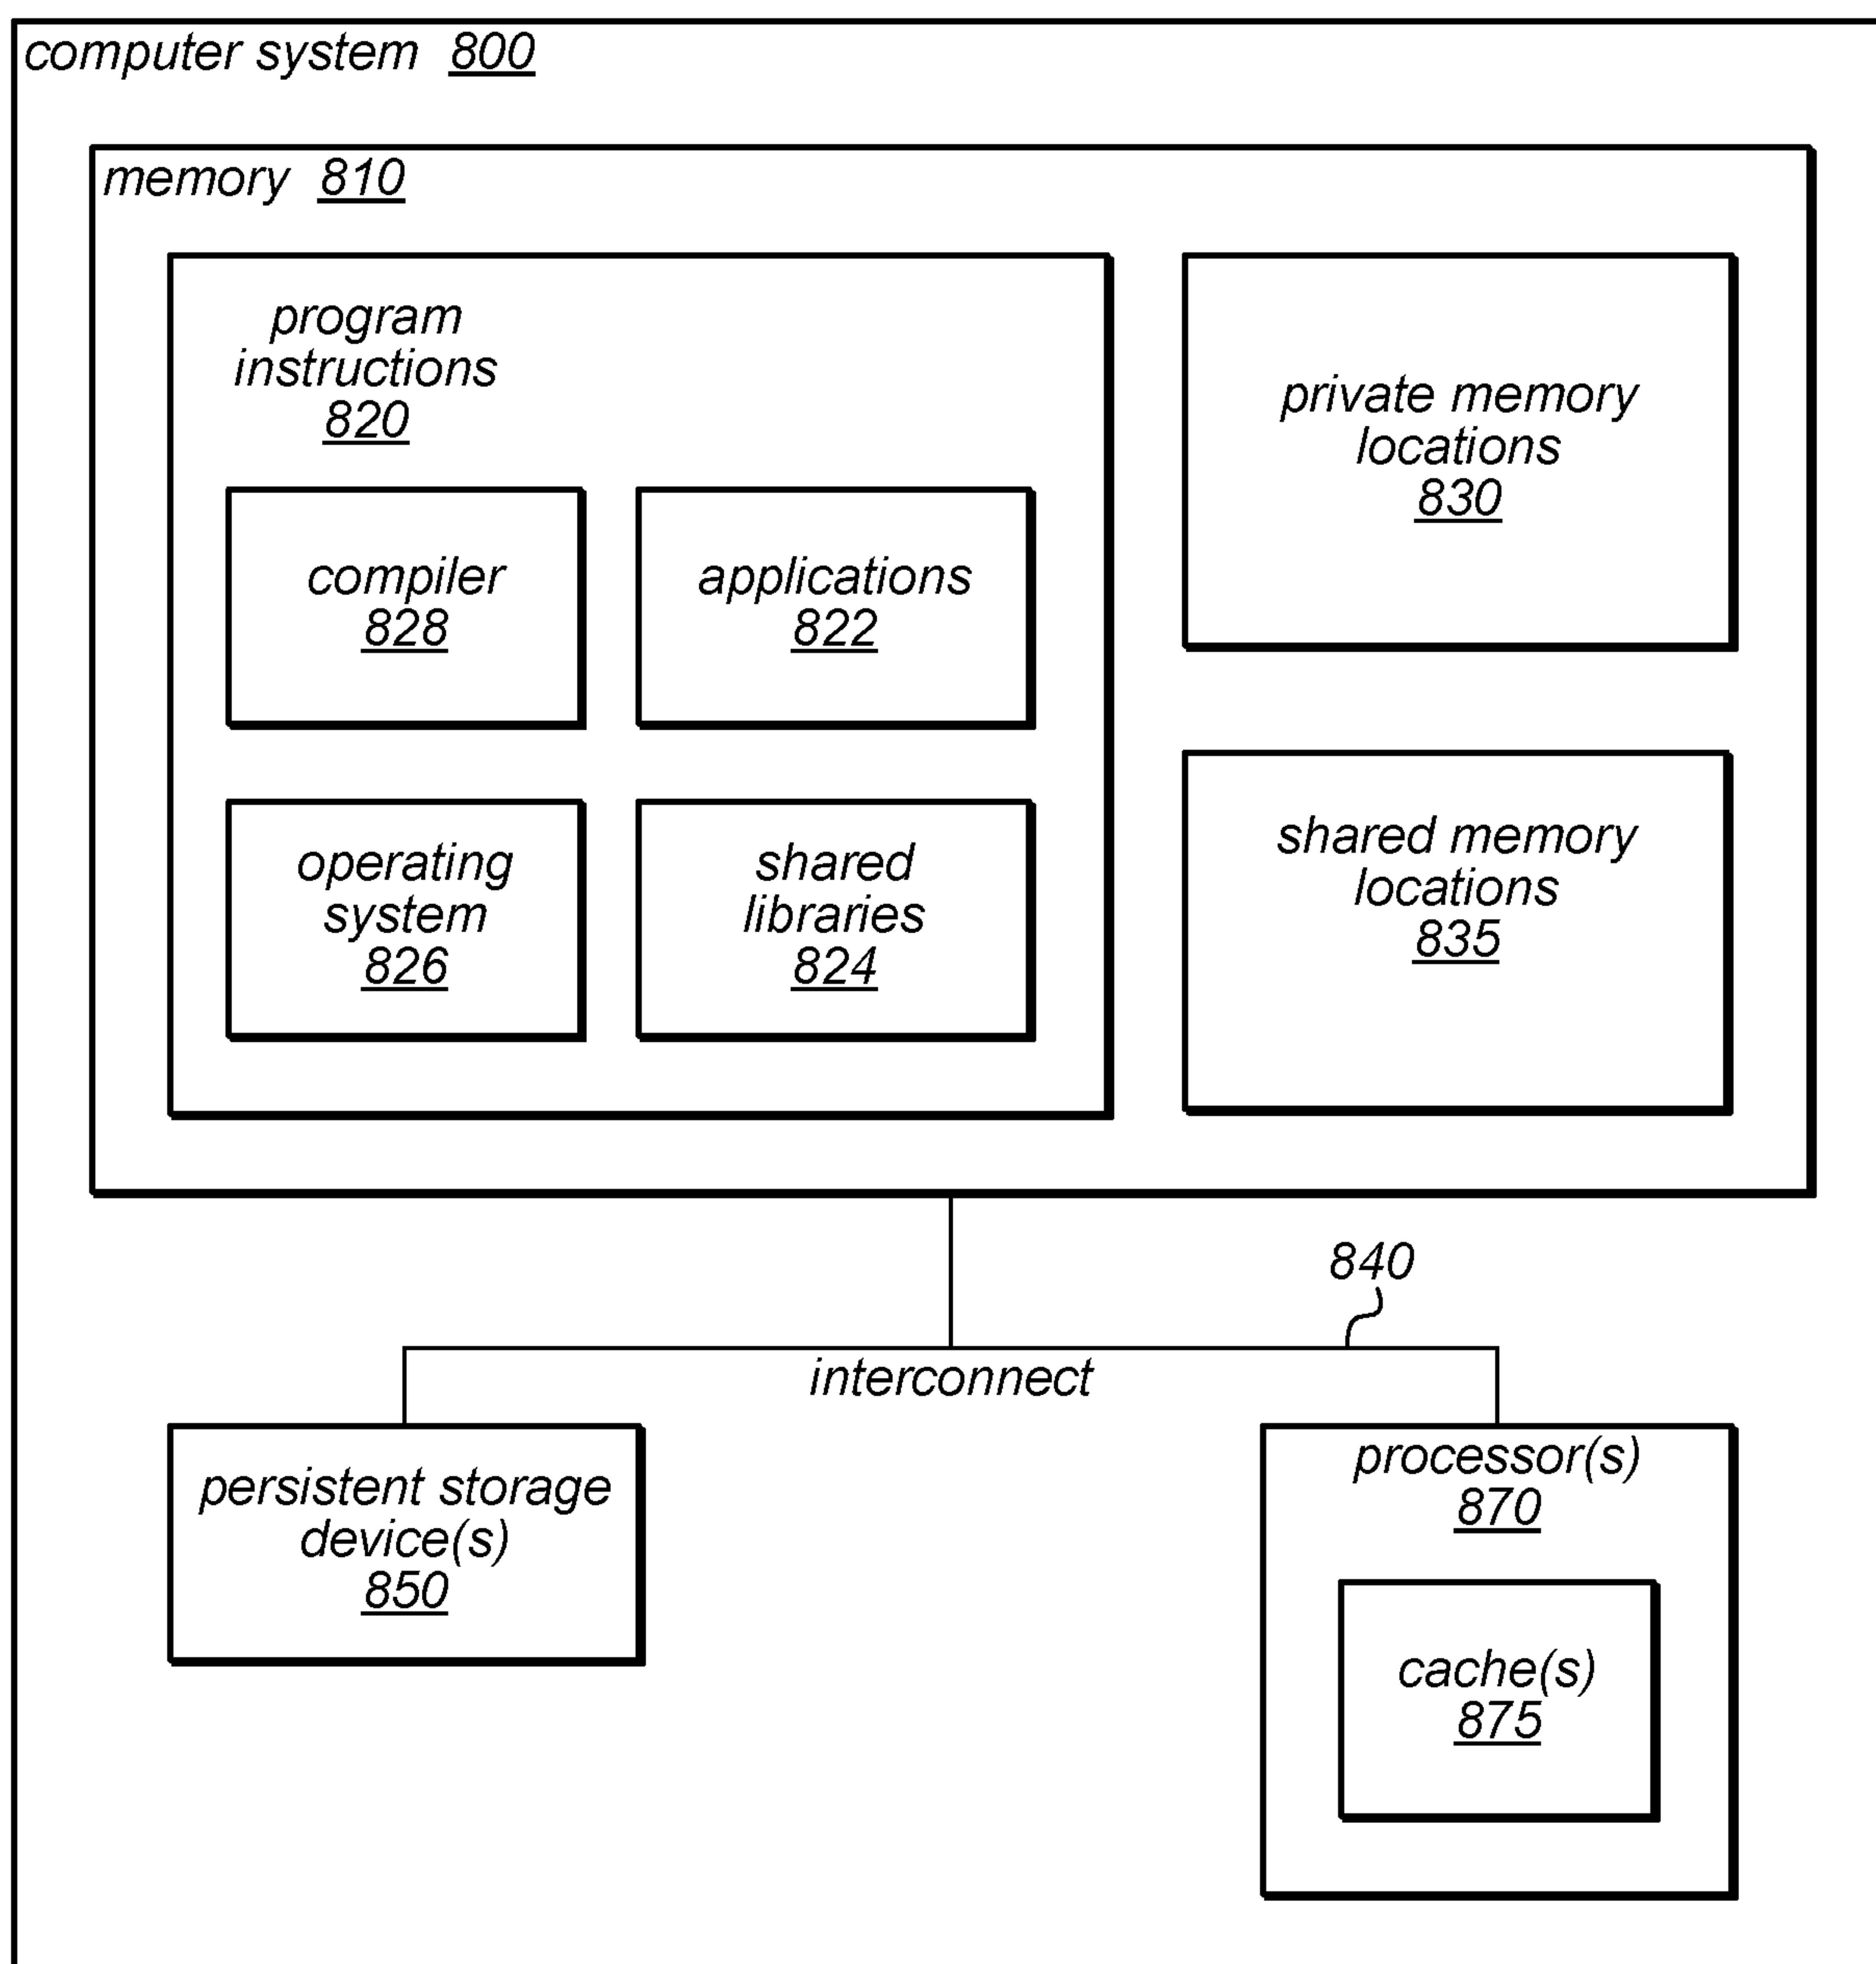 computer system 800
memory 810
program
instructions
820
compiler
828
applications
822
operating
system
826
shared
libraries
824
private memory
locations
830
shared memory
locations
835
840
interconnect
persistent storage
device(s)
850
processor(s)
870
cache(s)
875